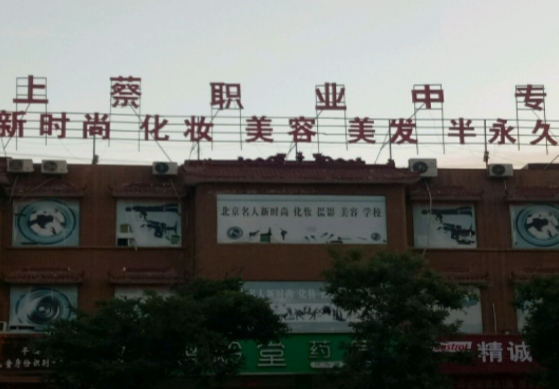 上蔡职业中专
新时尚 化妆 美容 美发 半永久
北京名人新时尚 化妆 摄影 美容 学校
堂药
精诚